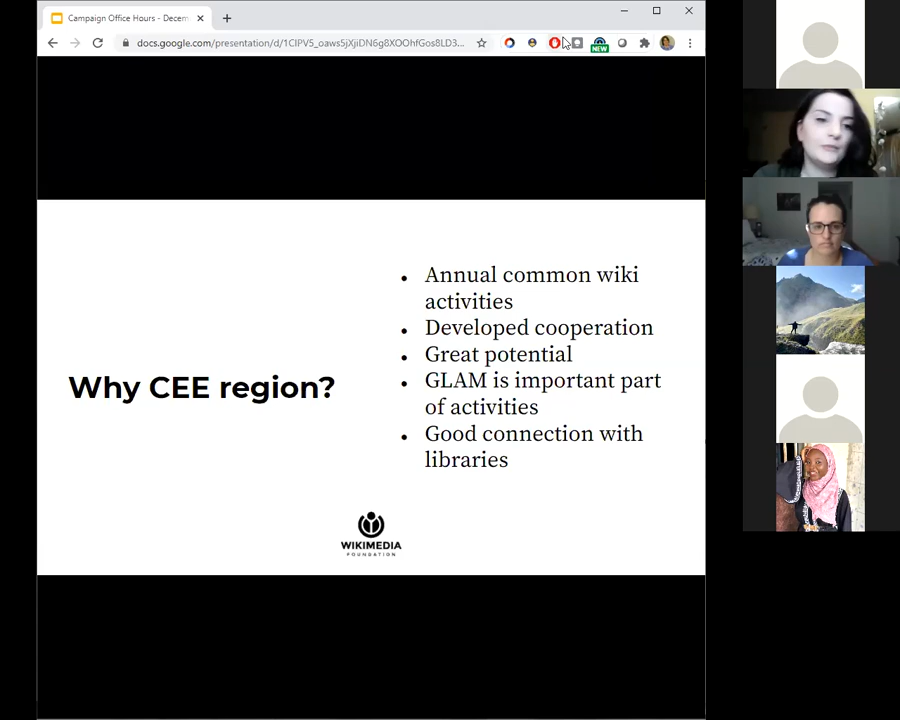 Campaign Office Hours - Decem
docs.google.com/presentation/d/1CIPV5_oaws5jXjiDN6g8XOOhfGos8LD3...
NEW
Why CEE region?
• Annual common wiki
activities
• Developed cooperation
• Great potential
• GLAM is important part
of activities
• Good connection with
libraries
WIKIMEDIA
FOUNDATION